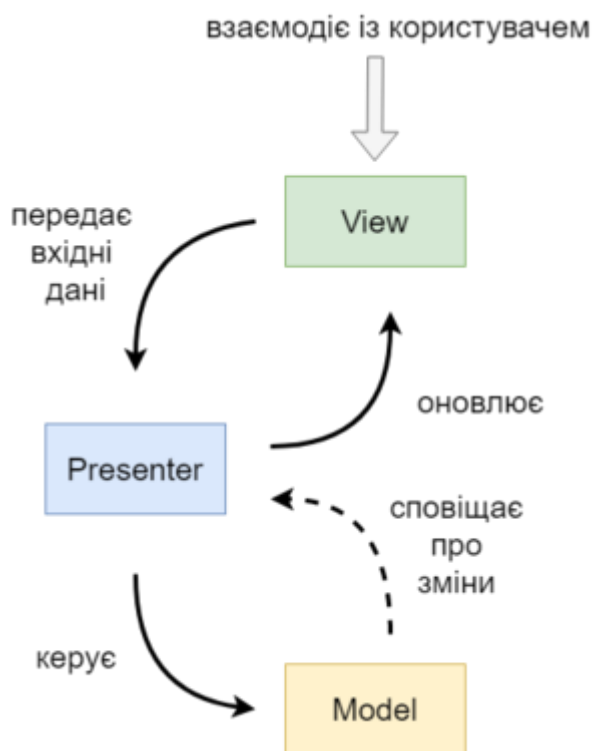 взаємодіє із користувачем
View
передає
вхідні
дані
оновлює
Presenter
сповіщає
про
зміни
керує
Model